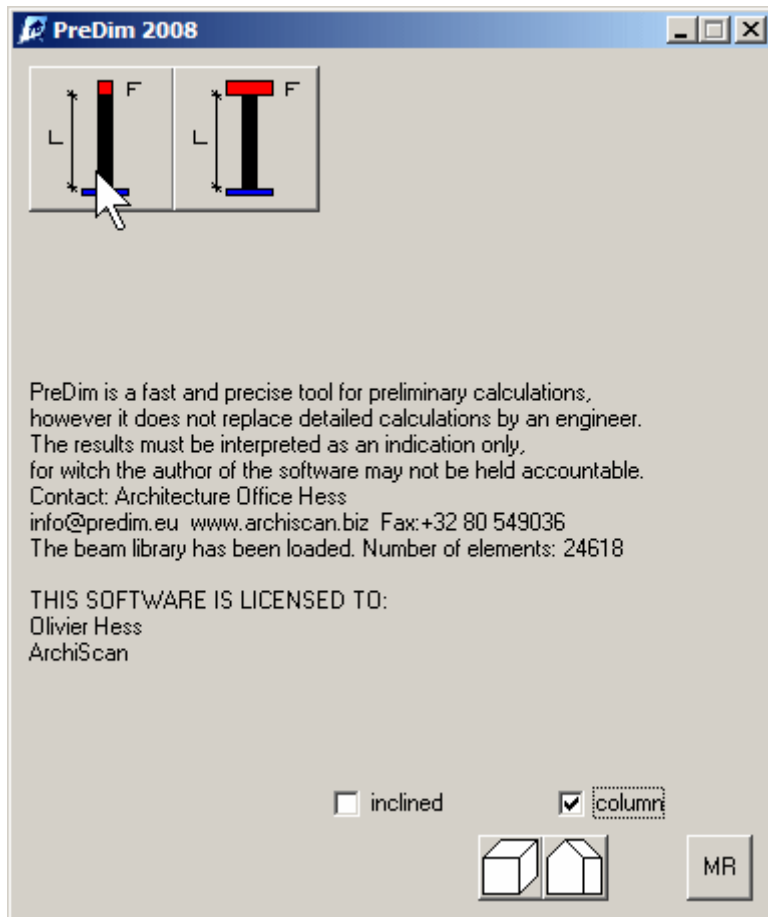 PreDim 2008
F
L
F
L
PreDim is a fast and precise tool for preliminary calculations,
however it does not replace detailed calculations by an engineer.
The results must be interpreted as an indication only,
for witch the author of the software may not be held accountable.
Contact: Architecture Office Hess
info@predim.eu www.archiscan.biz Fax:+32 80 549036
The beam library has been loaded. Number of elements: 24618
THIS SOFTWARE IS LICENSED TO:
Olivier Hess
ArchiScan
inclined
column
MR